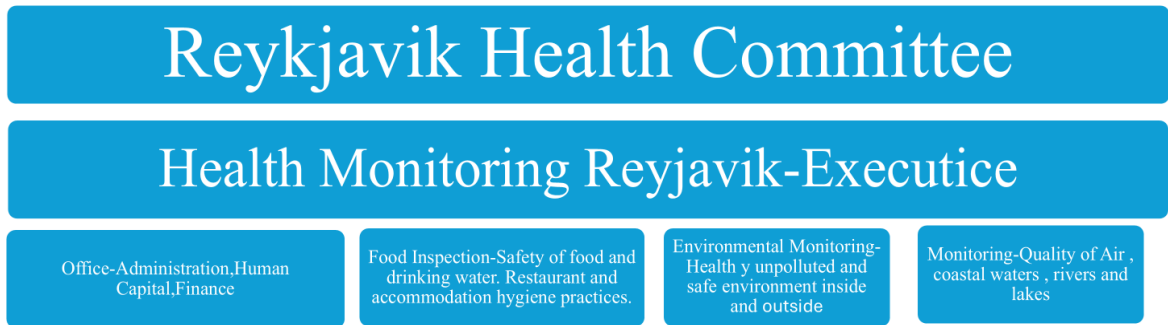 Reykjavik Health Committee
Health Monitoring Reyjavik-Executice
Office-Administration,Human
Capital,Finance
Food Inspection-Safety of food and
drinking water. Restaurant and
accommodation hygiene practices.
Environmental Monitoring-
Health y unpolluted and
safe environment inside
and outside
Monitoring-Quality of Air ,
coastal waters , rivers and
lakes